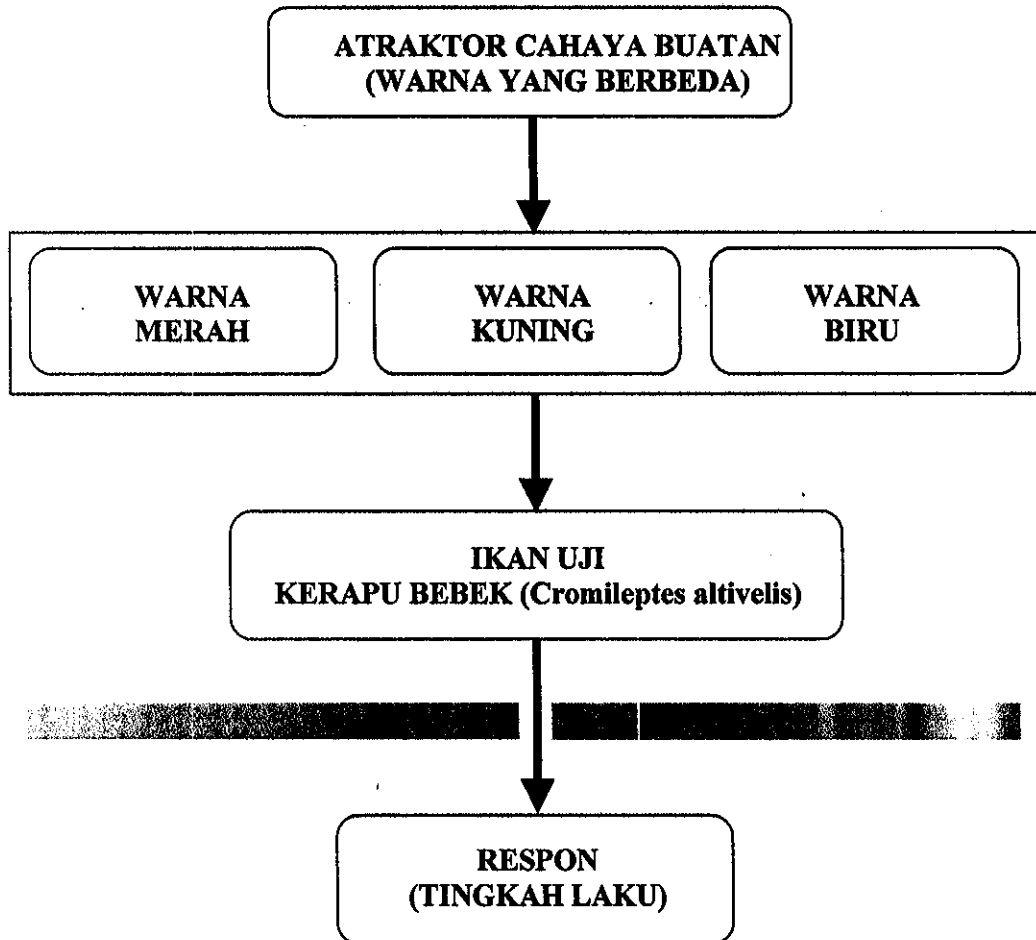 ATRAKTOR CAHAYA BUATAN
(WARNA YANG BERBEDA)
WARNA
MERAH
WARNA
KUNING
WARNA
BIRU
IKAN UJI
KERAPU BEBEK (Cromileptes altivelis)
RESPON
(TINGKAH LAKU)